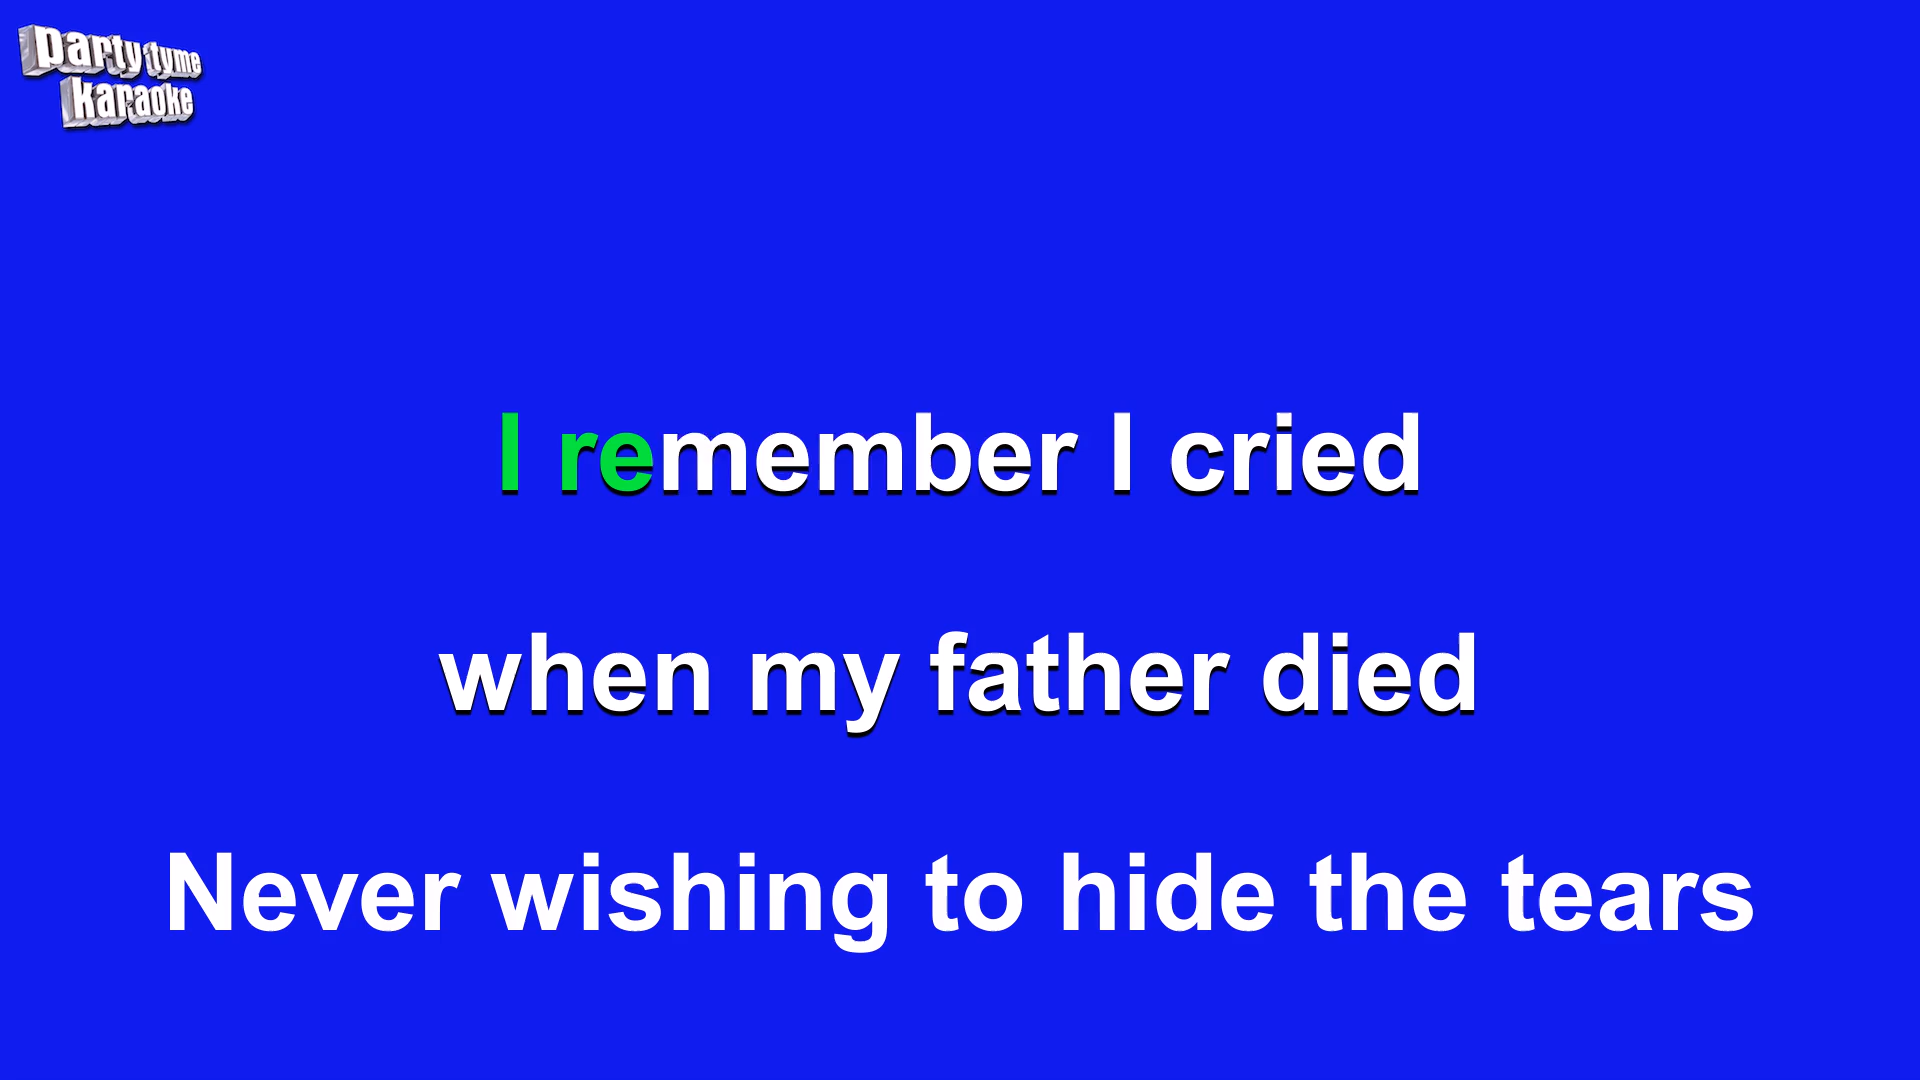 party tyme
karaoke
I remember I cried
when my father died
Never wishing to hide the tears